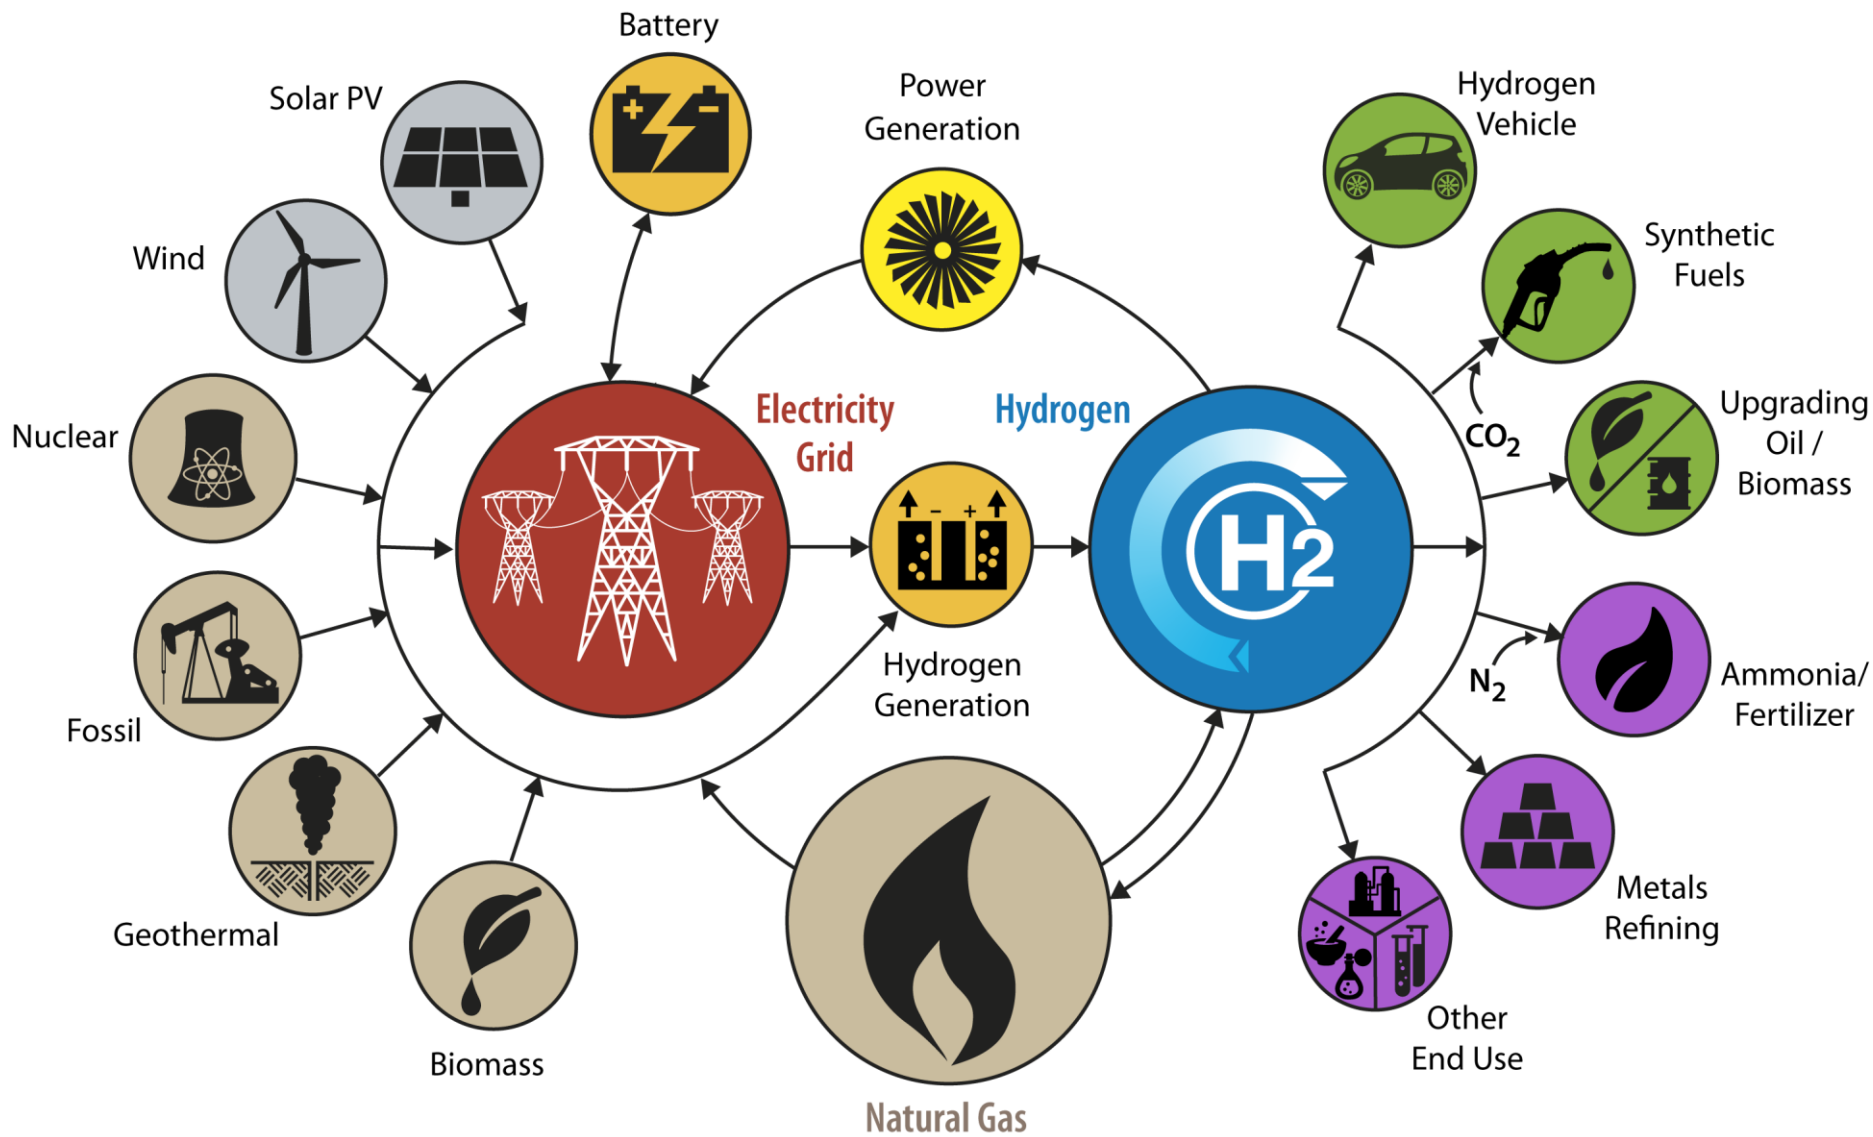 Battery
Solar PV
Power
Generation
Hydrogen
Vehicle
Wind
Synthetic
Fuels
Nuclear
Electricity
Grid
Hydrogen
CO2
Upgrading
Oil /
Biomass
- +
H2
Hydrogen
Generation
N2
Ammonia/
Fertilizer
Fossil
Geothermal
Metals
Refining
Biomass
Other
End Use
Natural Gas
+ -